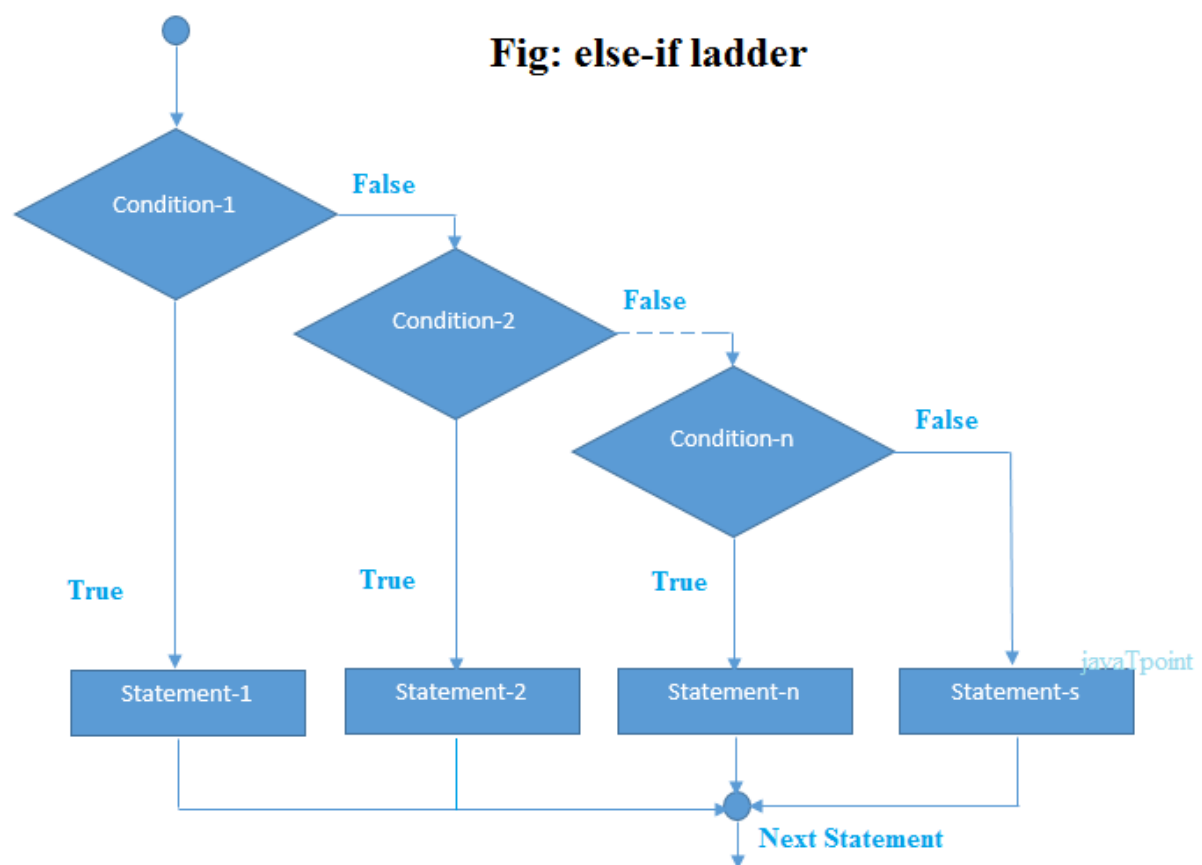 Fig: else-if ladder
Condition-1
False
Condition-2
False
Condition-n
False
True
True
True
Statement-1
Statement-2
Statement-n
Statement-s
javaTpoint
Next Statement